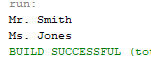 run:
Mr. Smith
Ms. Jones
BUILD SUCCESSFUL (to